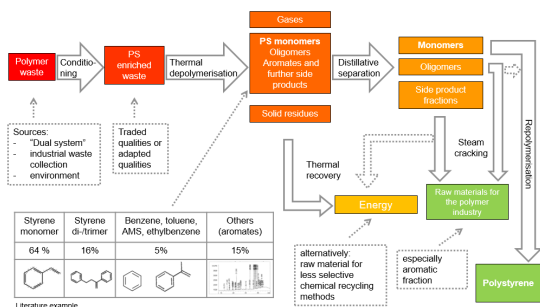 Gases
Polymer
waste
Conditio-
ning
PS
enriched
waste
Thermal
depolymerisation
PS monomers
Oligomers
Aromates and
further side
products
Solid residues
Distillative
separation
Monomers
Oligomers
Side product
fractions
Repolymerisation
Sources:
- "Dual system"
- industrial waste
collection
- environment
Traded
qualities or
adapted
qualities
Thermal
recovery
Steam
cracking
Energy
Raw materials for
the polymer
industry
Styrene
monomer
Styrene
di-/trimer
Benzene, toluene,
AMS, ethylbenzene
Others
(aromates)
64 %
16%
5%
15%
Literature example
alternatively:
raw material for
less selective
chemical recycling
methods
especially
aromatic
fraction
Polystyrene